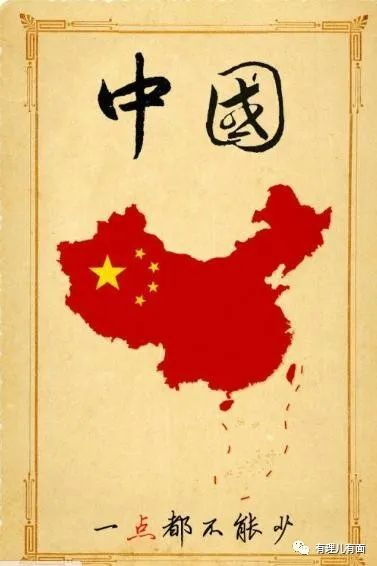 中國
一点都不能少
有理儿有面